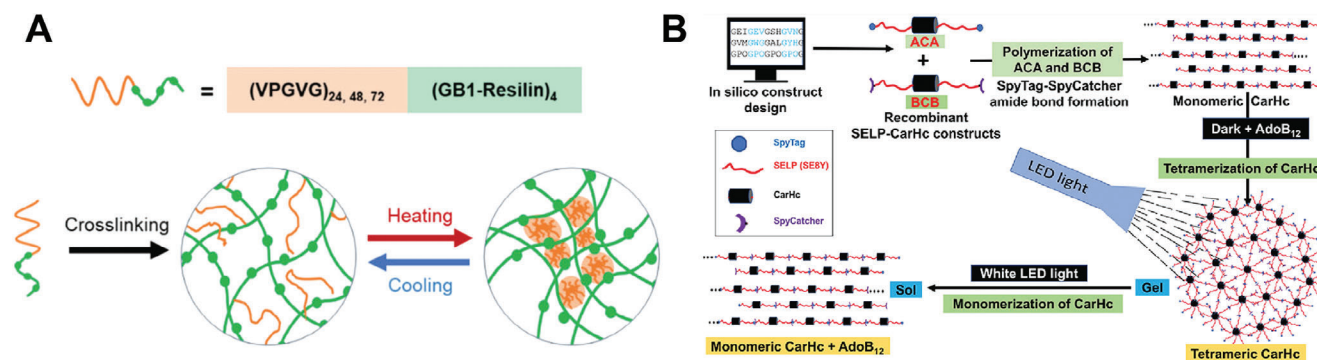 A
= (VPGVG)24, 48, 72 (GB1-Resilin)4
Crosslinking
Heating
Cooling
B
GEIGEVGSHGVNG
GVMGWGGALGYHG
GPOGPOGPOGPOG
In silico construct
design
ACA
+
BCB
Recombinant
SELP-CarHc constructs
Polymerization of
ACA and BCB
SpyTag-SpyCatcher
amide bond formation
Monomeric CarHc
Dark + AdoB12
Tetramerization of CarHc
SpyTag
SELP (SE8Y)
CarHc
SpyCatcher
LED light
White LED light
Monomerization of CarHc
Sol
Gel
Monomeric CarHc + AdoB12
Tetrameric CarHc